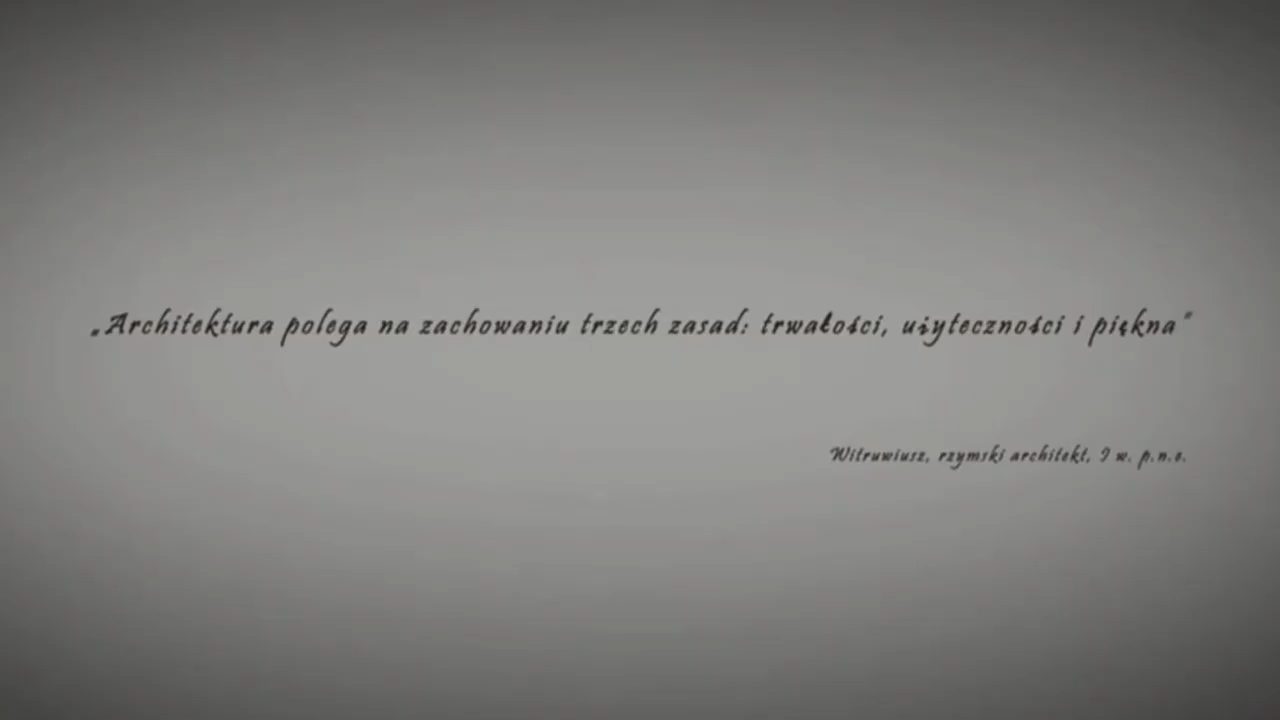 „Architektura polega na zachowaniu trzech zasad: trwałości, użyteczności i piękna”
Witruwiusz, rzymski architekt, I w. p.n.e.